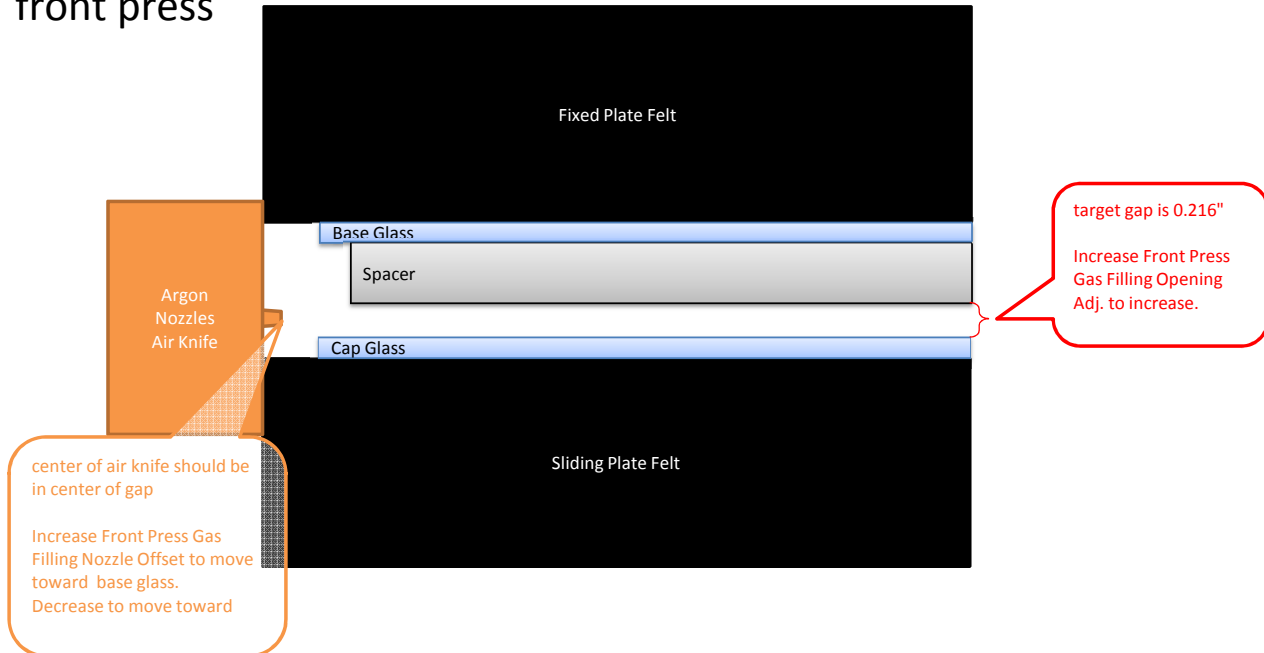 front press
Fixed Plate Felt
Base Glass
Spacer
target gap is 0.216"
Increase Front Press
Gas Filling Opening
Adj. to increase.
Argon
Nozzles
Air Knife
Cap Glass
center of air knife should be
in center of gap
Increase Front Press Gas
Filling Nozzle Offset to move
toward  base glass.
Decrease to move toward
Sliding Plate Felt